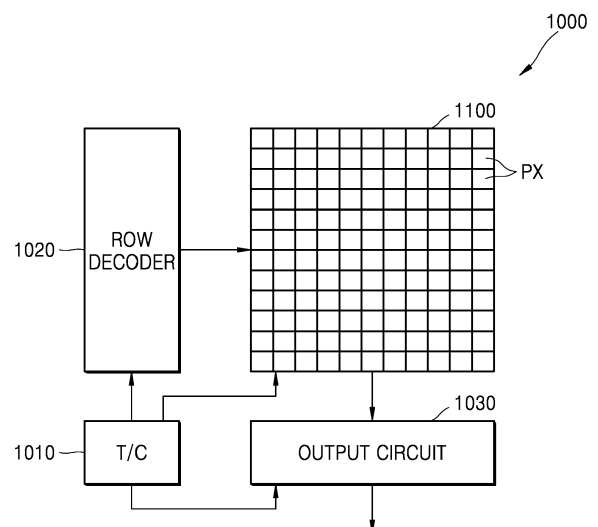 1000
1100
PX
1020
ROW
DECODER
1030
1010
T/C
OUTPUT CIRCUIT